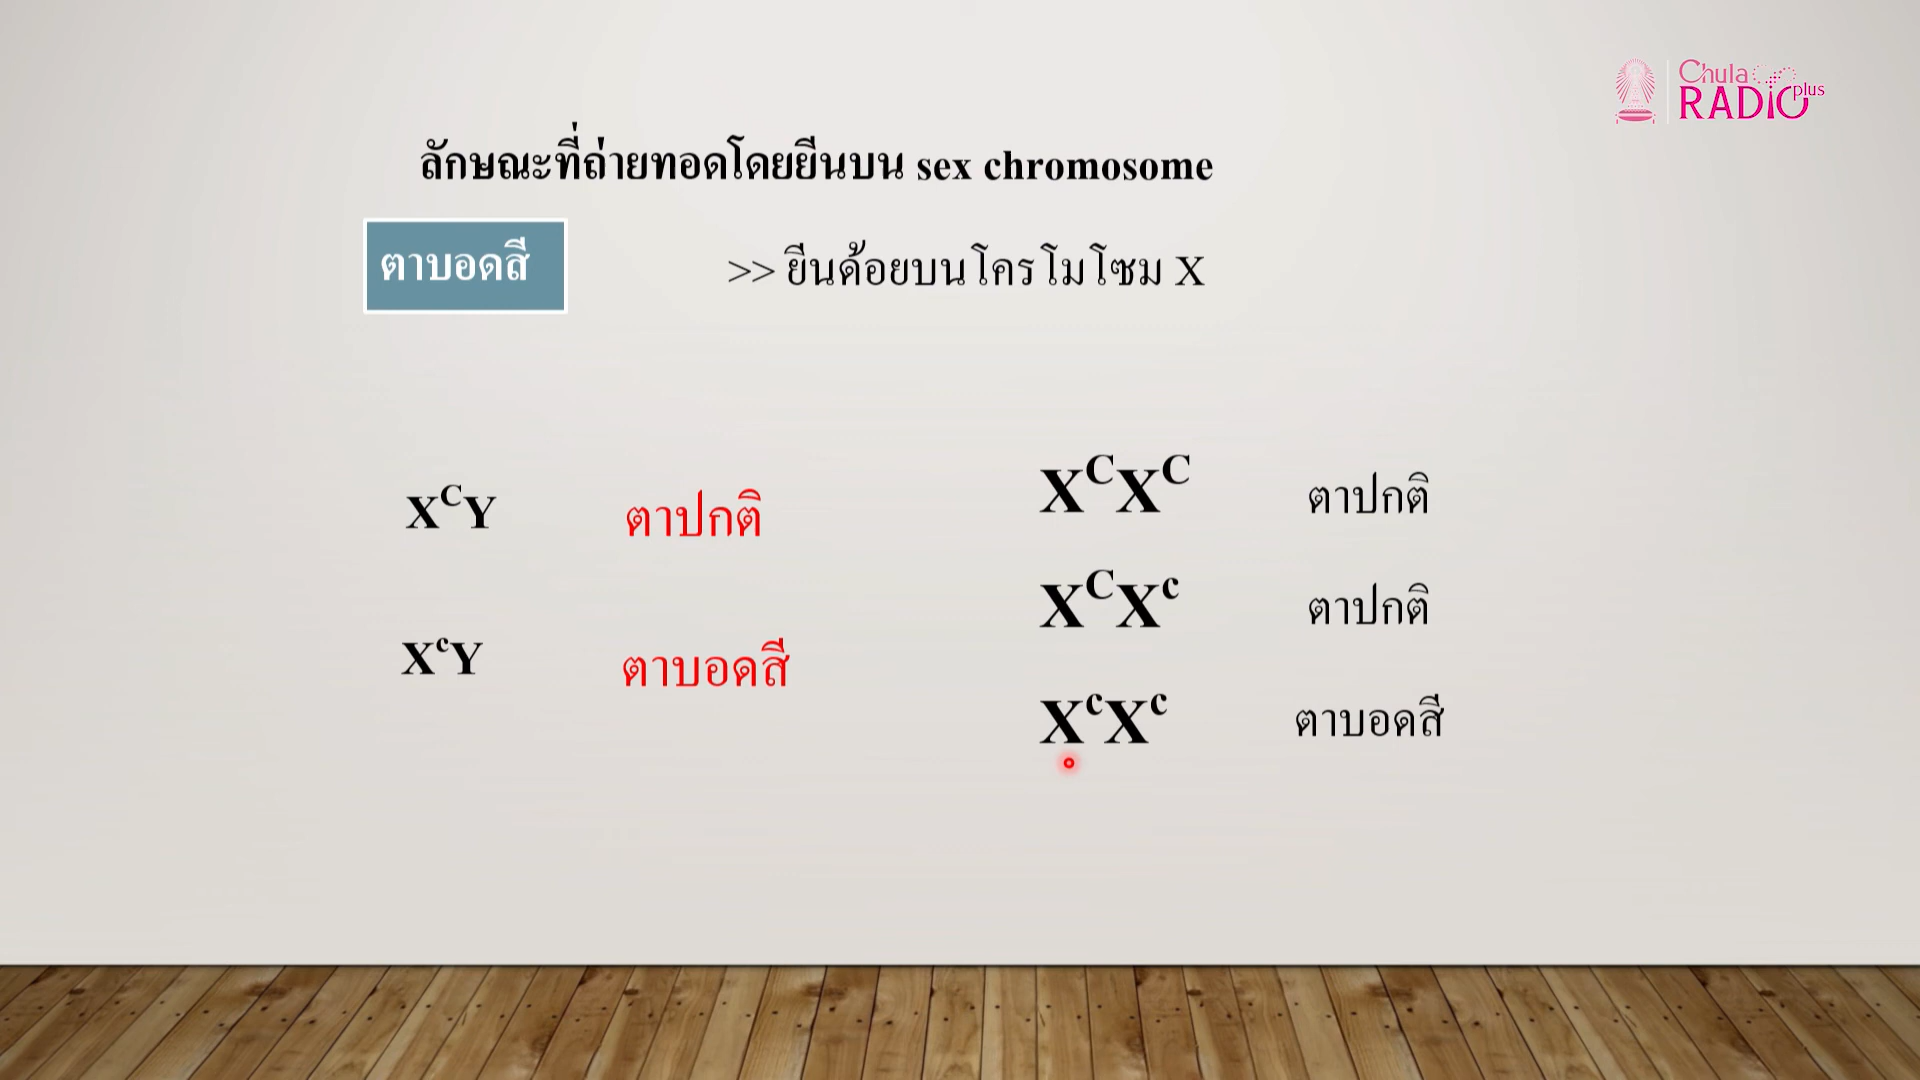 Chula
RADIO plus
ลักษณะที่ถ่ายทอดโดยยีนบน sex chromosome
ตาบอดสี >> ยีนด้อยบนโครโมโซม X
XᶜY ตาปกติ
XᶜY ตาบอดสี
XCXC ตาปกติ
XCXc ตาปกติ
XcXc ตาบอดสี